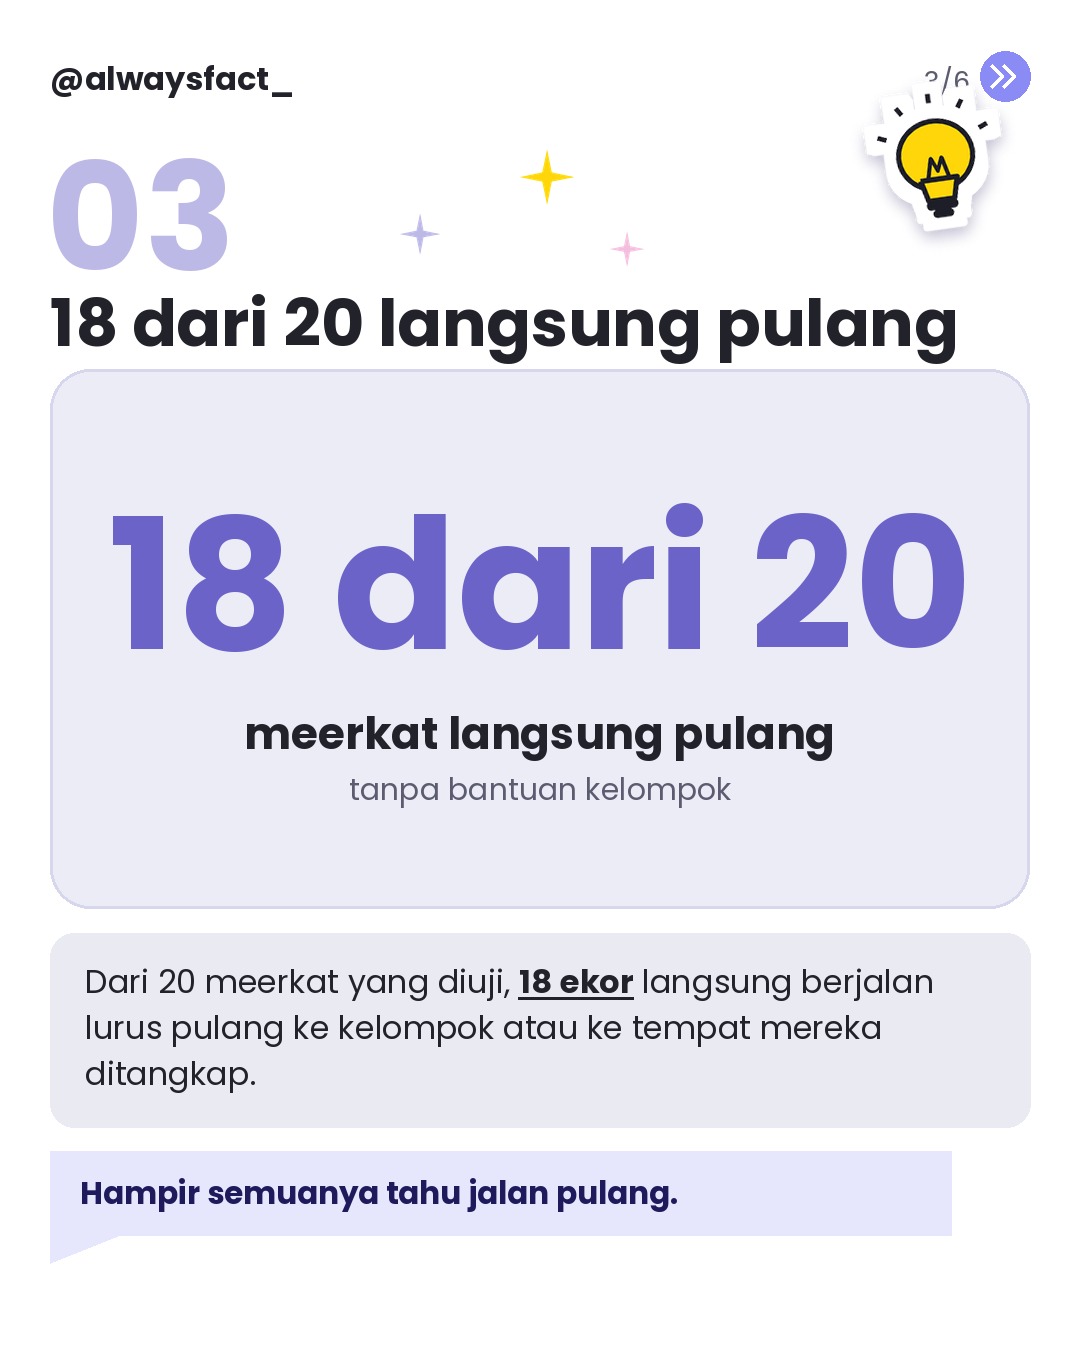 @alwaysfact_
3/6
03
18 dari 20 langsung pulang
18 dari 20
meerkat langsung pulang
tanpa bantuan kelompok
Dari 20 meerkat yang diuji, 18 ekor langsung berjalan
lurus pulang ke kelompok atau ke tempat mereka
ditangkap.
Hampir semuanya tahu jalan pulang.